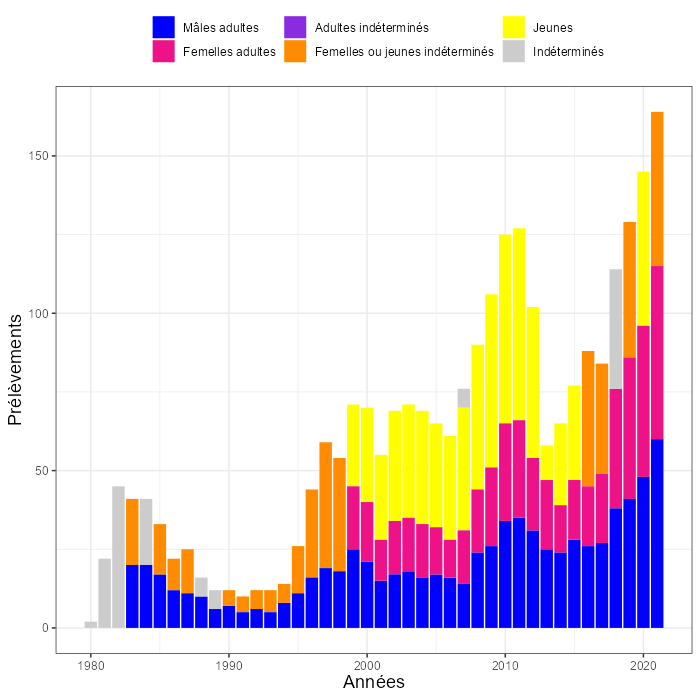 Mâles adultes Adultes indéterminés Jeunes
Femelles adultes Femelles ou jeunes indéterminés Indéterminés
Prélèvements
150
100
50
0
1980 1990 2000 2010 2020
Années